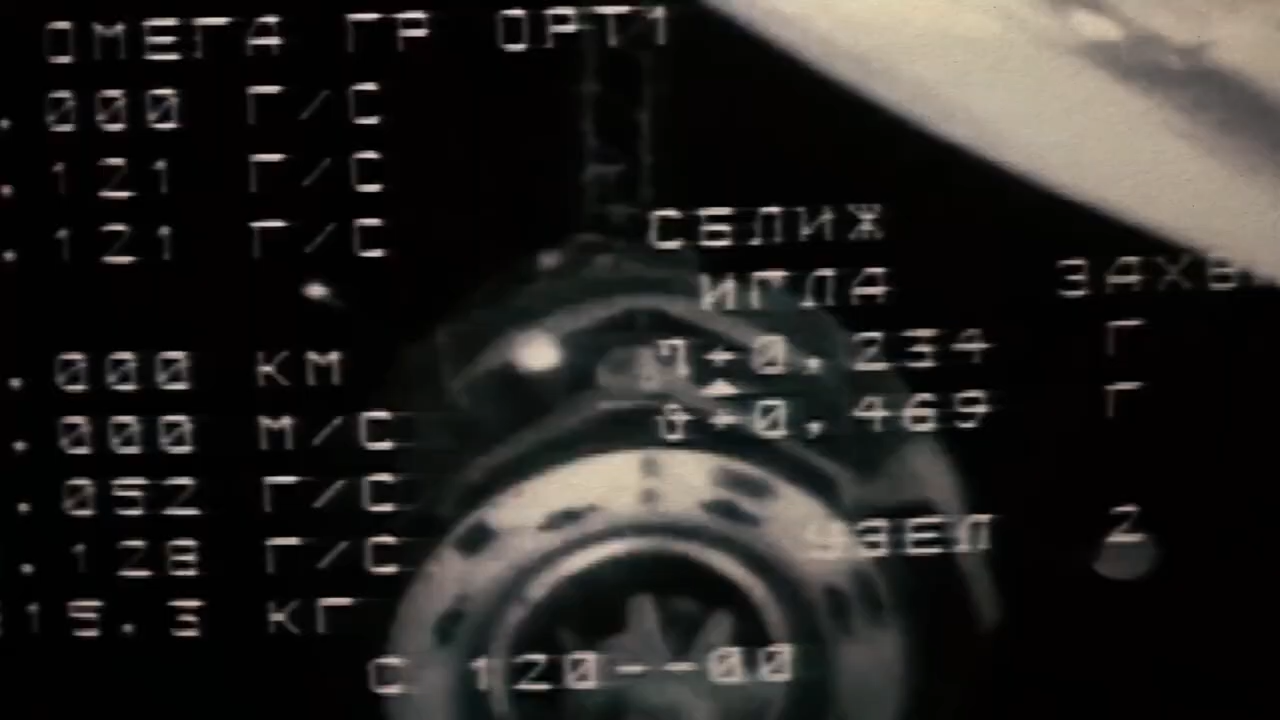 ОМЕГА ГР ОРТ1
.000 Г/С
.121 Г/С
.121 Г/С
СБЛИЖ
ИГЛА ЗАХВ
+0.234 Г
+0.469 Г
.000 КМ
.000 М/С
.052 Г/С
УЗЕЛ 2
.128 Г/С
15.3 КГ
С 120--00